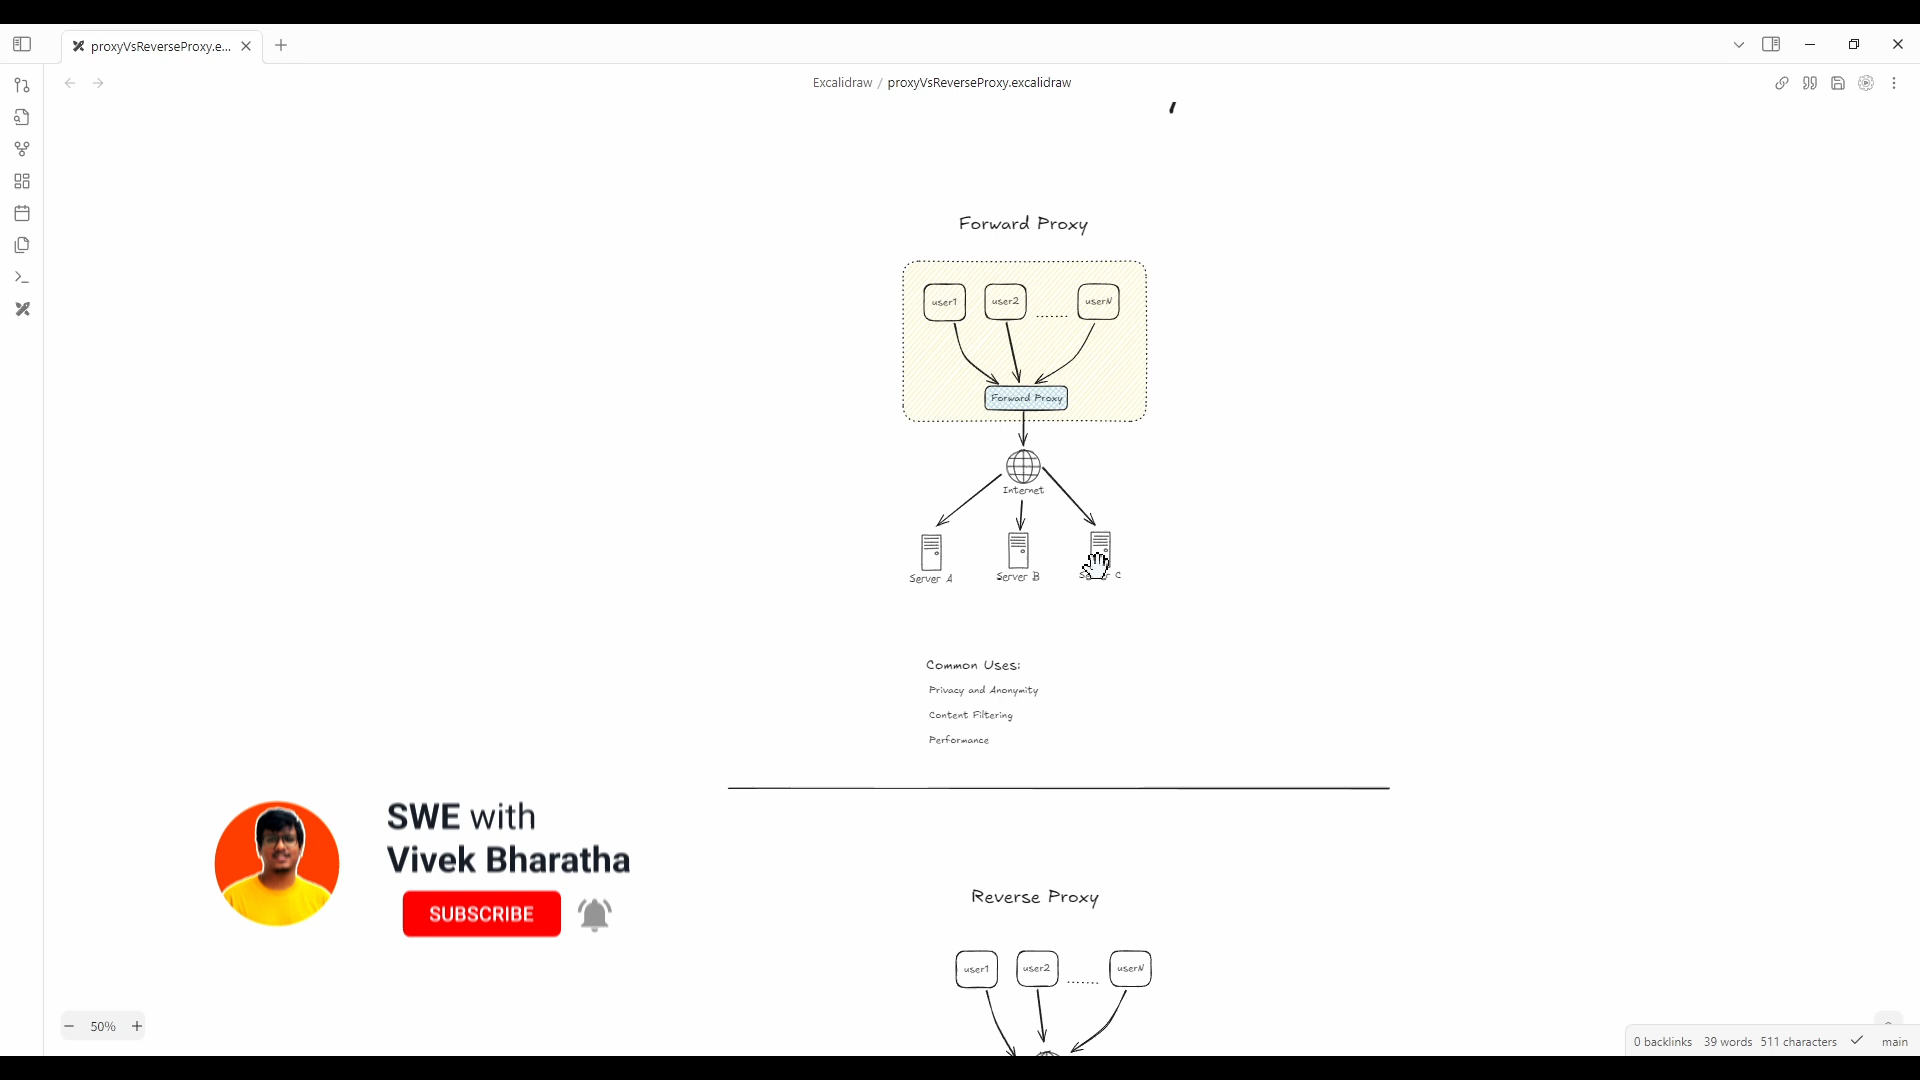 proxyVsReverseProxy.e...
Excalidraw / proxyVsReverseProxy.excalidraw
Forward Proxy
user1 user2 ...... userN
Forward Proxy
Internet
Server A Server B
Common Uses:
Privacy and Anonymity
Content Filtering
Performance
SWE with
Vivek Bharatha
SUBSCRIBE
Reverse Proxy
user1 user2 ...... userN
50%
0 backlinks 39 words 511 characters main